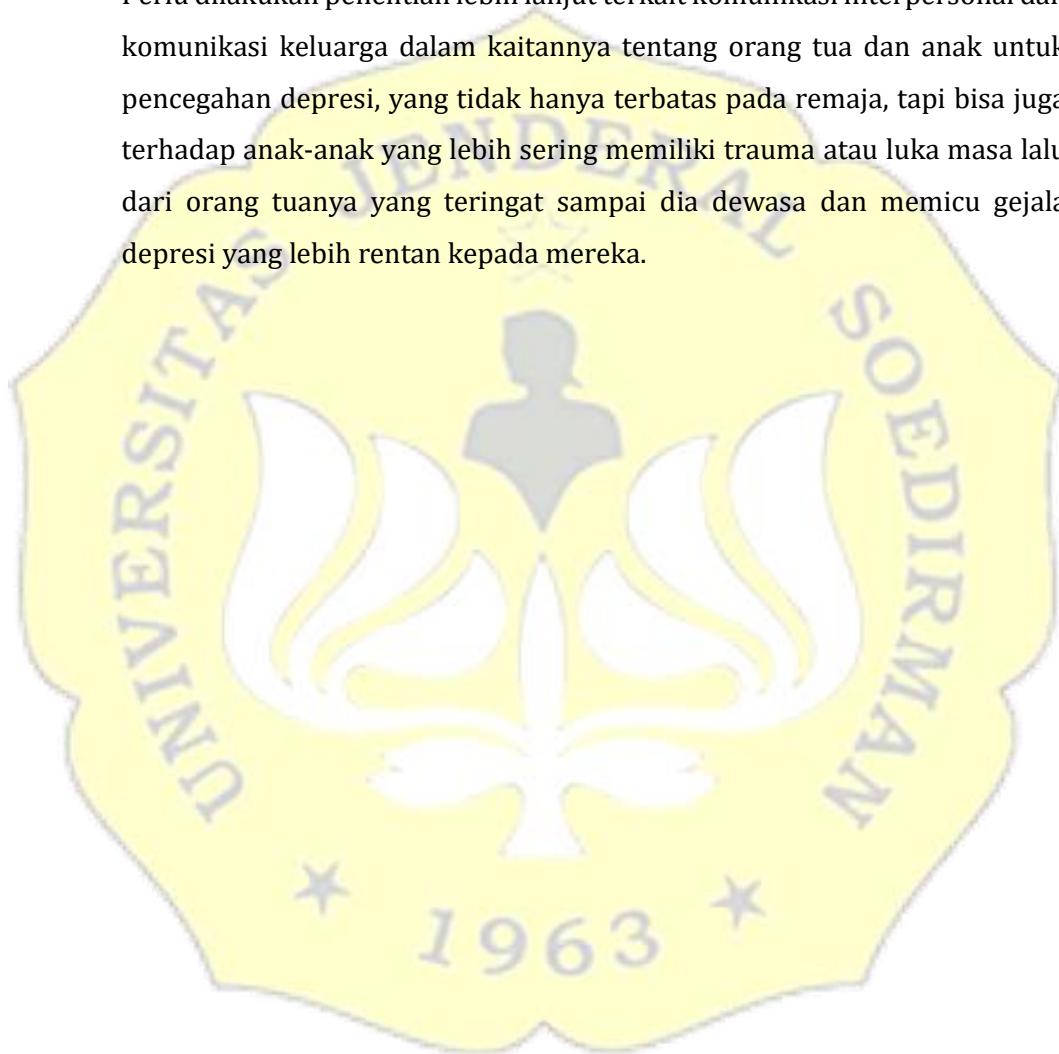 Perlu dilakukan penelitian lebih lanjut terkait komunikasi interpersonal dan
komunikasi keluarga dalam kaitannya tentang orang tua dan anak untuk
pencegahan depresi, yang tidak hanya terbatas pada remaja, tapi bisa juga
terhadap anak-anak yang lebih sering memiliki trauma atau luka masa lalu
dari orang tuanya yang teringat sampai dia dewasa dan memicu gejala
depresi yang lebih rentan kepada mereka.
UNIVERSITAS JENDERAL SOEDIRMAN
1963